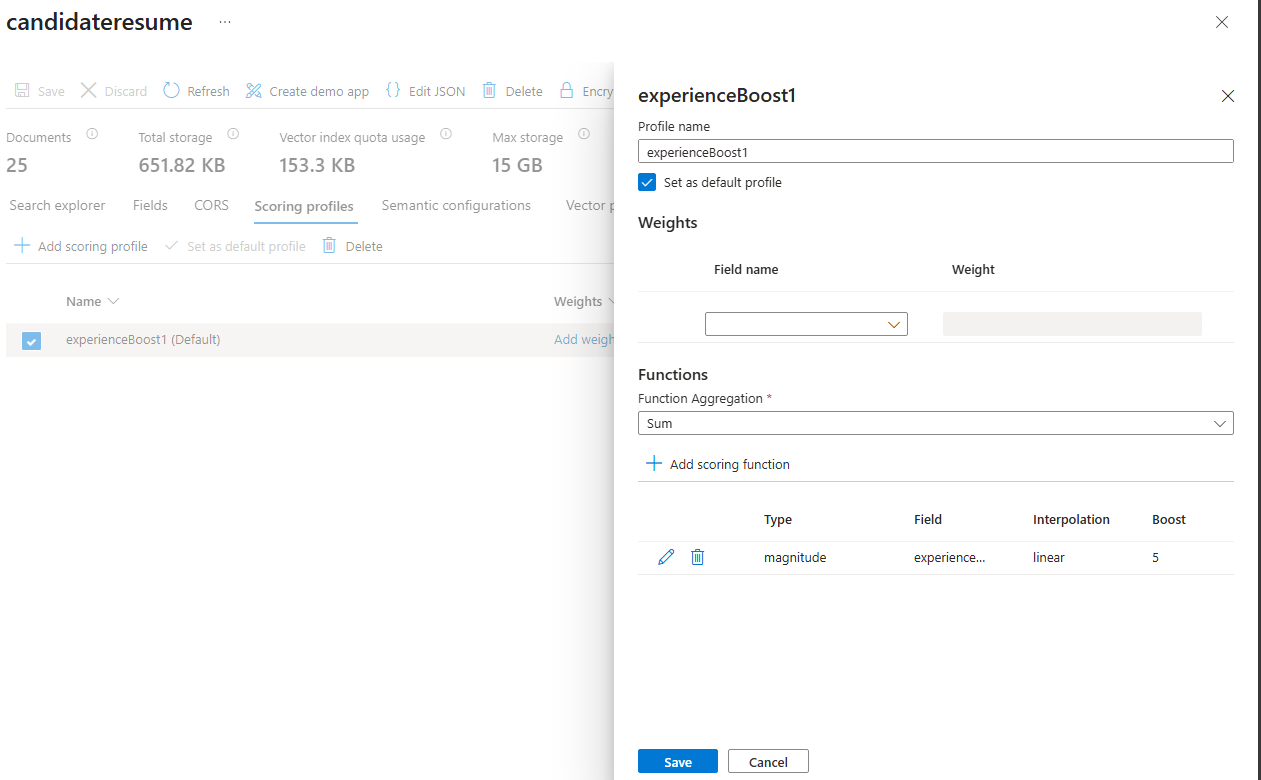 candidateresume ...
Save Discard Refresh Create demo app Edit JSON Delete Encry
Documents Total storage Vector index quota usage Max storage
25 651.82 KB 153.3 KB 15 GB
Search explorer Fields CORS Scoring profiles Semantic configurations Vector p
Add scoring profile Set as default profile Delete
Name Weights
experienceBoost1 (Default) Add weigh
experienceBoost1
Profile name
experienceBoost1
Set as default profile
Weights
Field name Weight
Functions
Function Aggregation *
Sum
Add scoring function
Type Field Interpolation Boost
magnitude experience... linear 5
Save Cancel